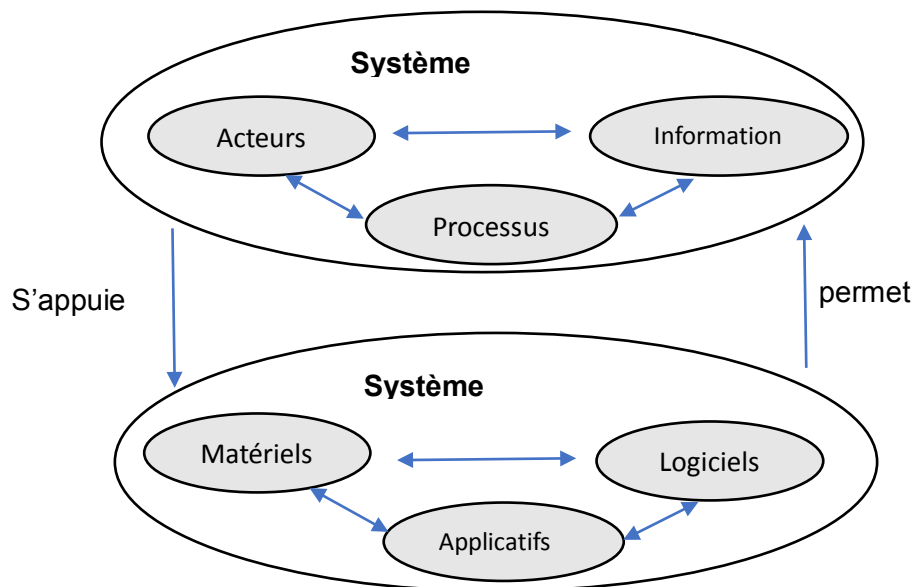 Système
Acteurs
Information
Processus
S’appuie
permet
Système
Matériels
Logiciels
Applicatifs